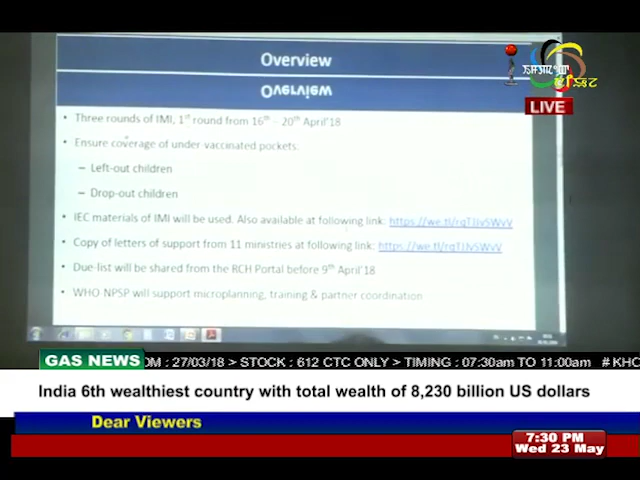 Overview
Overview
Three rounds of IMI, 1st round from 16th – 20th April'18
Ensure coverage of under vaccinated pockets.
– Left-out children
– Drop-out children
IEC materials of IMI will be used. Also available at following link: https://we.tl/rqTJJvSWvV
Copy of letters of support from 11 ministries at following link: https://we.tl/rqTJJvSWvV
Due-list will be shared from the RCH Portal before 9th April'18
WHO NPSP will support microplanning, training & partner coordination
LIVE
GAS NEWS
OM : 27/03/18 > STOCK : 612 CTC ONLY > TIMING : 07:30am TO 11:00am # KHO
India 6th wealthiest country with total wealth of 8,230 billion US dollars
Dear Viewers
7:30 PM
Wed 23 May